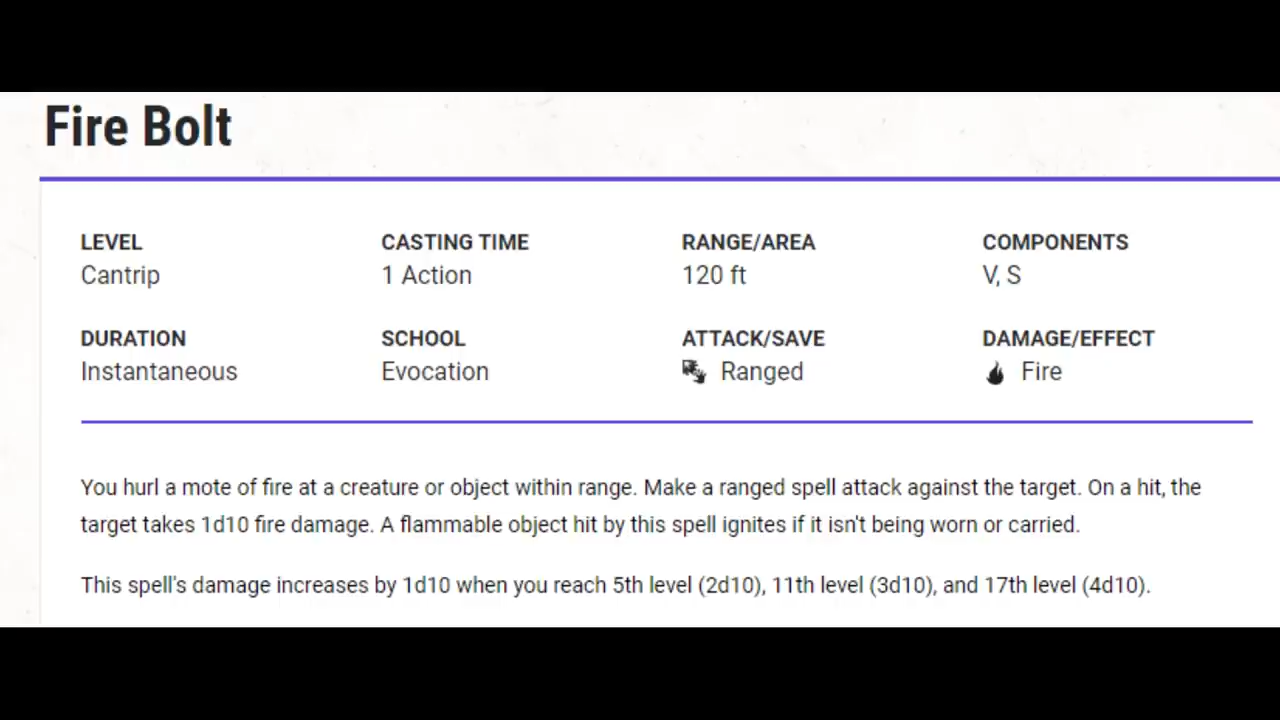 Fire Bolt
LEVEL
Cantrip
CASTING TIME
1 Action
RANGE/AREA
120 ft
COMPONENTS
V, S
DURATION
Instantaneous
SCHOOL
Evocation
ATTACK/SAVE
Ranged
DAMAGE/EFFECT
Fire
You hurl a mote of fire at a creature or object within range. Make a ranged spell attack against the target. On a hit, the
target takes 1d10 fire damage. A flammable object hit by this spell ignites if it isn't being worn or carried.
This spell's damage increases by 1d10 when you reach 5th level (2d10), 11th level (3d10), and 17th level (4d10).